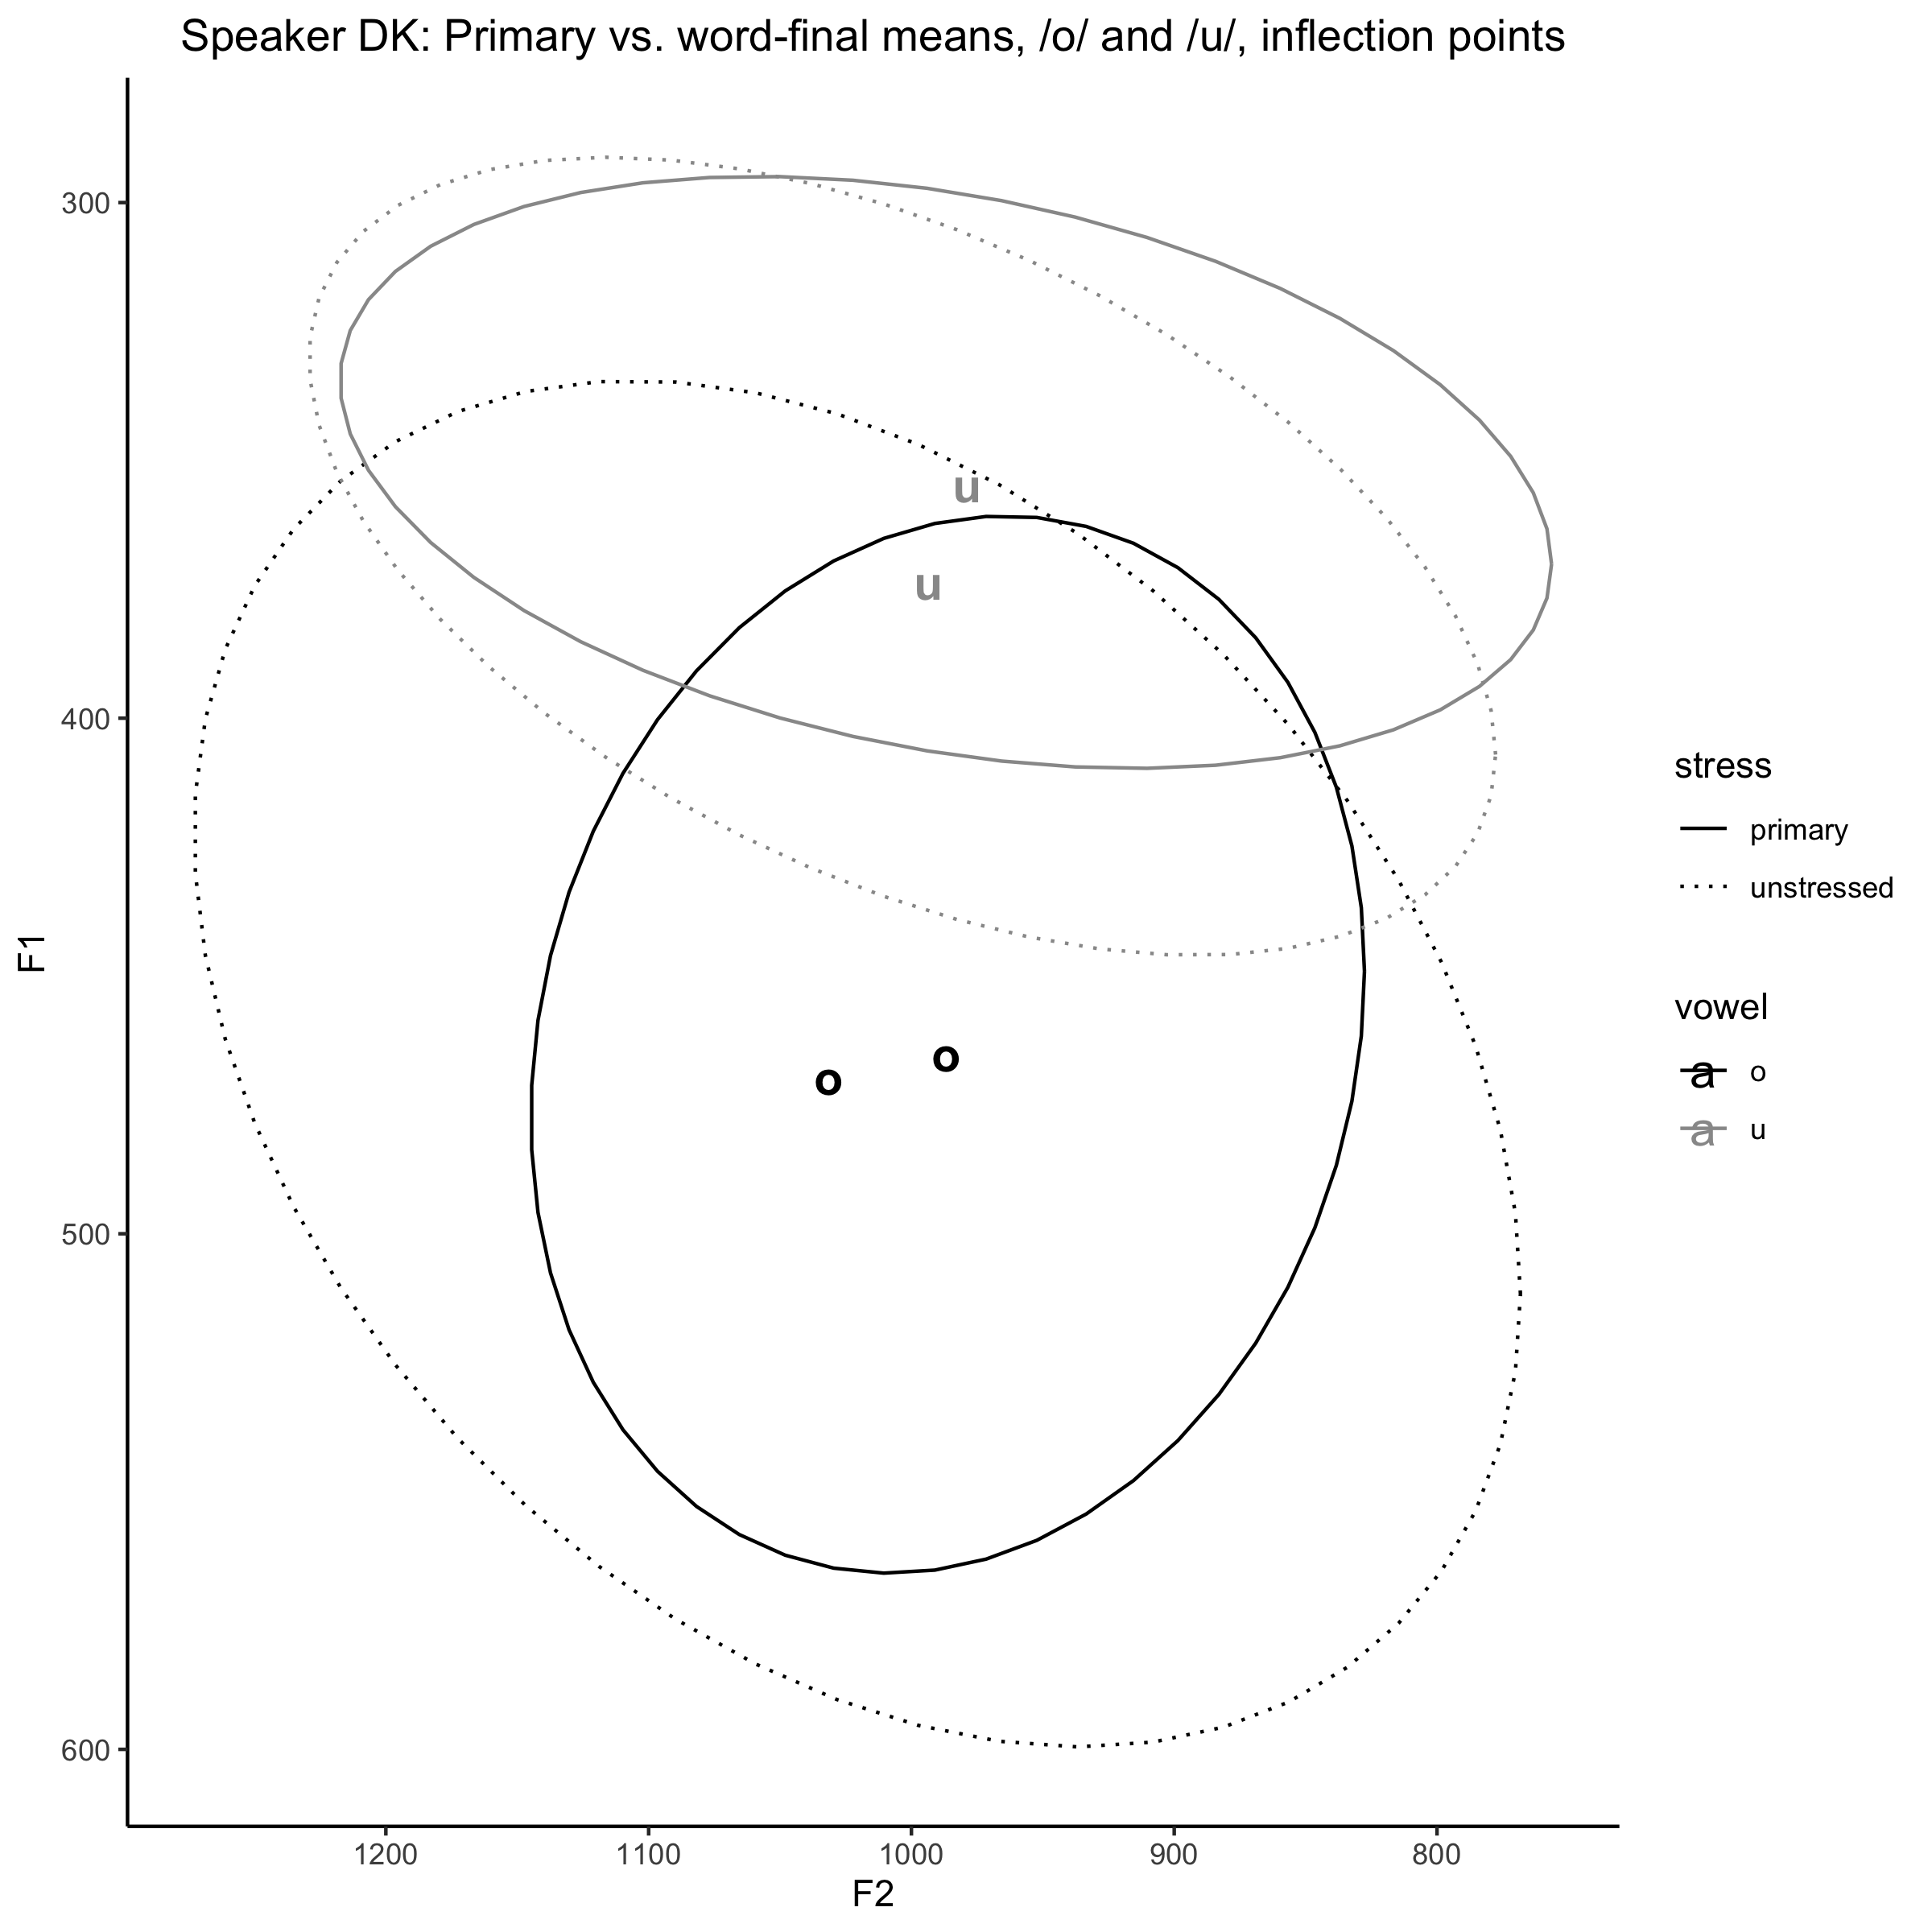 Speaker DK: Primary vs. word-final means, /o/ and /u/, inflection points
300
400
500
600
F1
u
u
o
o
1200
1100
1000
900
800
F2
stress
primary
unstressed
vowel
a o
a u